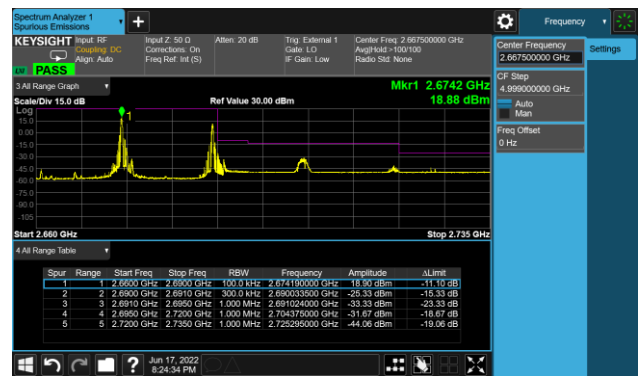 Spectrum Analyzer 1
Spurious Emissions
Frequency
KEYSIGHT
Input: RF
Coupling: DC
Align: Auto
Input Z: 50 Ω
Corrections: On
Freq Ref: Int (S)
Atten: 20 dB
Trig: External 1
Gate: LO
IF Gain: Low
Center Freq: 2.667500000 GHz
Avg|Hold:>100/100
Radio Std: None
LW
PASS
Center Frequency
2.667500000 GHz
Settings
CF Step
4.999000000 GHz
Auto
Man
Freq Offset
0 Hz
3 All Range Graph
Mkr1 2.6742 GHz
18.88 dBm
Scale/Div 15.0 dB
Ref Value 30.00 dBm
Log
15.0
0.00
-15.0
-30.0
-45.0
-60.0
-75.0
-90.0
-105
1
Start 2.660 GHz
Stop 2.735 GHz
4 All Range Table
Spur Range Start Freq Stop Freq RBW Frequency Amplitude ΔLimit
1 1 2.6600 GHz 2.6900 GHz 100.0 kHz 2.674190000 GHz 18.90 dBm -11.10 dB
2 2 2.6900 GHz 2.6910 GHz 300.0 kHz 2.690033500 GHz -25.33 dBm -15.33 dB
3 3 2.6910 GHz 2.6950 GHz 1.000 MHz 2.691024000 GHz -33.33 dBm -23.33 dB
4 4 2.6950 GHz 2.7200 GHz 1.000 MHz 2.704375000 GHz -31.67 dBm -18.67 dB
5 5 2.7200 GHz 2.7350 GHz 1.000 MHz 2.725295000 GHz -44.06 dBm -19.06 dB
Jun 17, 2022
8:24:34 PM